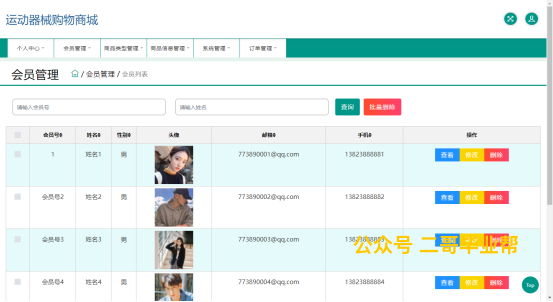 运动器械购物商城
个人中心 会员管理 商品类型管理 商品信息管理 系统管理 订单管理
会员管理 / 会员管理 / 会员列表
请输入会员号 请输入姓名 查询 批量删除
会员号 姓名 性别 头像 邮箱 手机 操作
1 姓名1 男 773890001@qq.com 13823888881 查看 修改 删除
会员号2 姓名2 男 773890002@qq.com 13823888882 查看 修改 删除
会员号3 姓名3 男 773890003@qq.com 13823888883 查看 修改 删除
公众号 二哥毕业帮
会员号4 姓名4 男 773890004@qq.com 13823888884 查看 修改 删除
Top